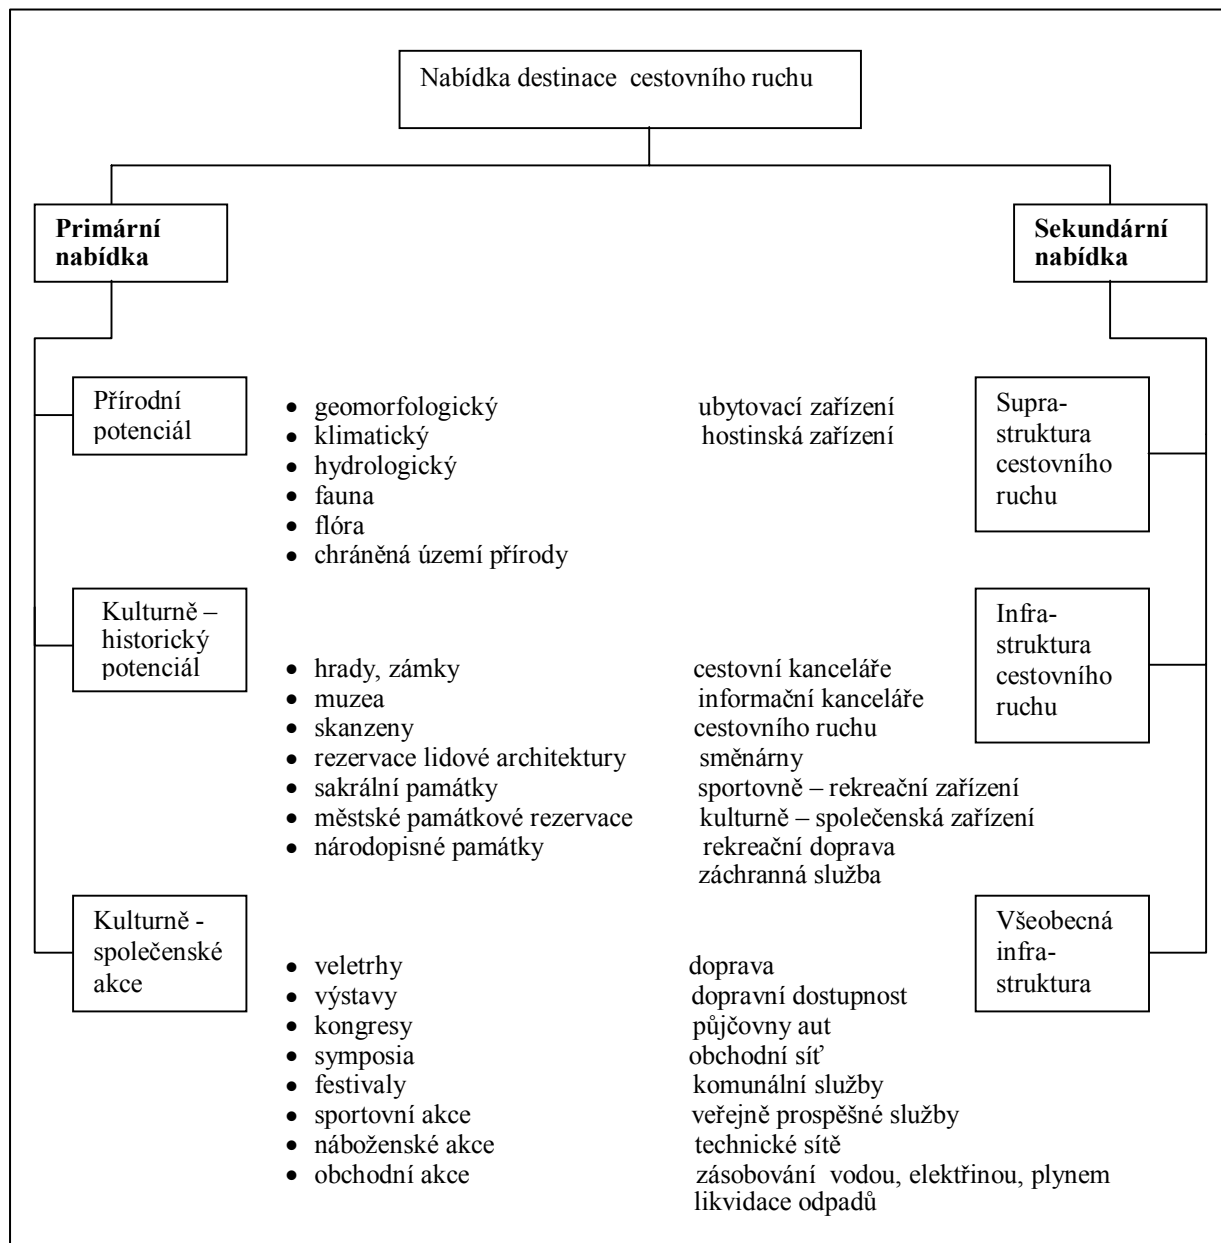 Nabídka destinace cestovního ruchu
Primární
nabídka
Sekundární
nabídka
Přírodní
potenciál
• geomorfologický
• klimatický
• hydrologický
• fauna
• flóra
• chráněná území přírody
ubytovací zařízení
hostinská zařízení
Supra-
struktura
cestovního
ruchu
Kulturně –
historický
potenciál
• hrady, zámky
• muzea
• skanzeny
• rezervace lidové architektury
• sakrální památky
• městské památkové rezervace
• národopisné památky
cestovní kanceláře
informační kanceláře
cestovního ruchu
směnárny
sportovně – rekreační zařízení
kulturně – společenská zařízení
rekreační doprava
záchranná služba
Infra-
struktura
cestovního
ruchu
Kulturně -
společenské
akce
• veletrhy
• výstavy
• kongresy
• symposia
• festivaly
• sportovní akce
• náboženské akce
• obchodní akce
doprava
dopravní dostupnost
půjčovny aut
obchodní síť
komunální služby
veřejně prospěšné služby
technické sítě
zásobování vodou, elektřinou, plynem
likvidace odpadů
Všeobecná
infra-
struktura